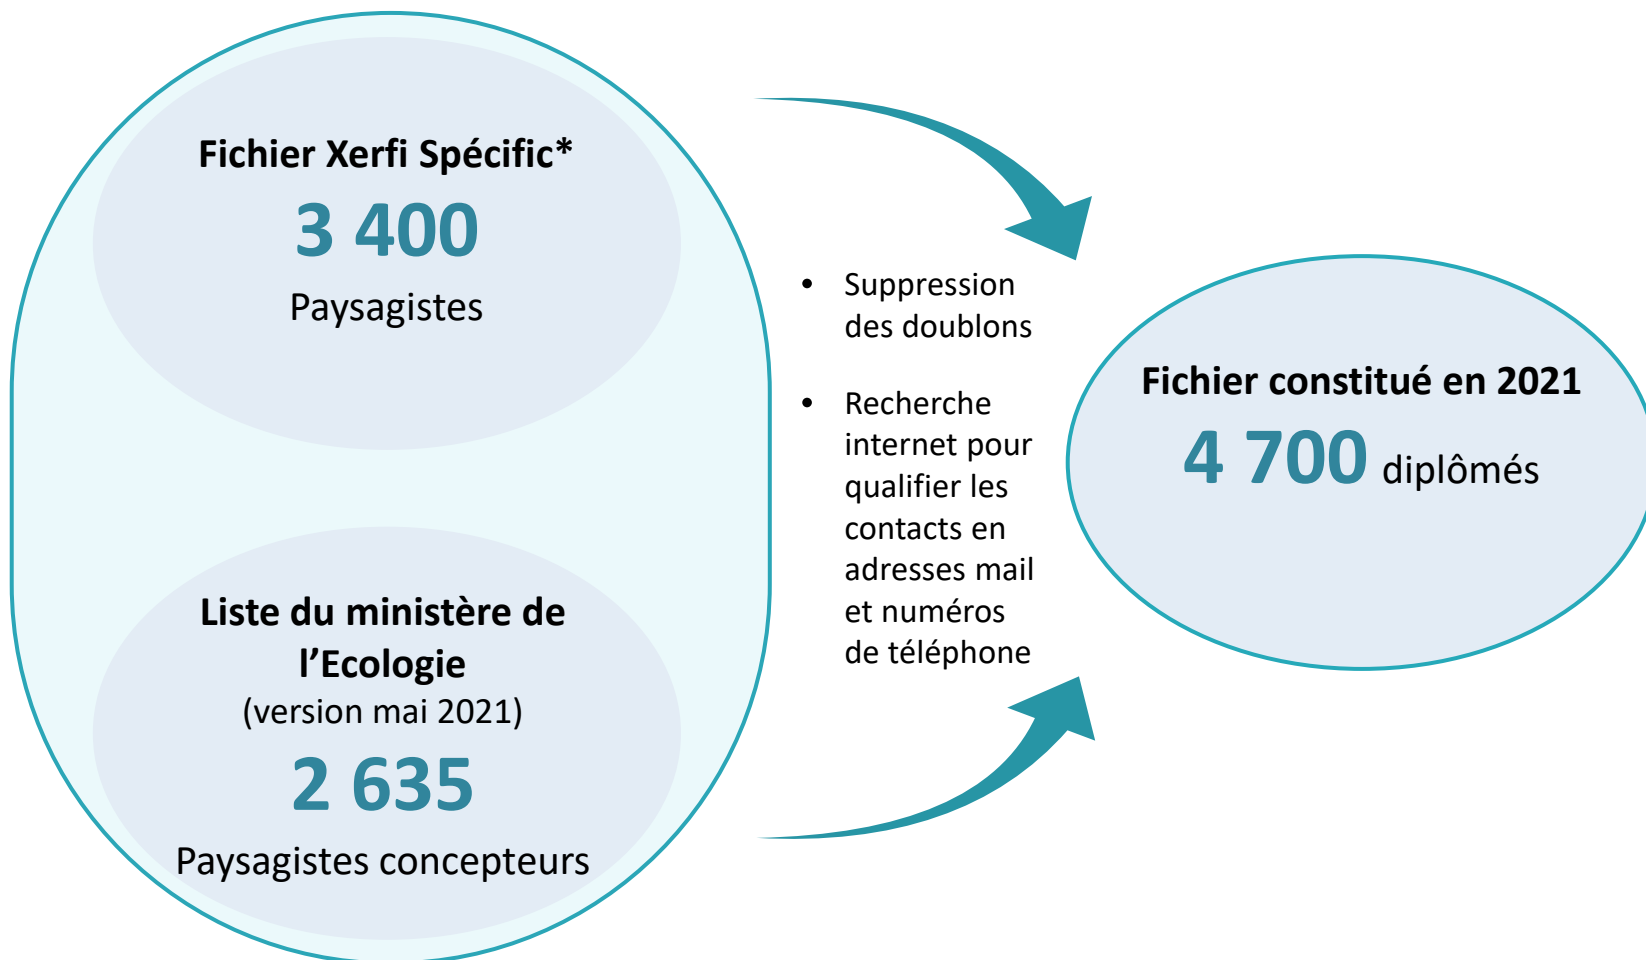 Fichier Xerfi Spécific*
3 400
Paysagistes
Liste du ministère de
l’Ecologie
(version mai 2021)
2 635
Paysagistes concepteurs
• Suppression
des doublons
• Recherche
internet pour
qualifier les
contacts en
adresses mail
et numéros
de téléphone
Fichier constitué en 2021
4 700 diplômés